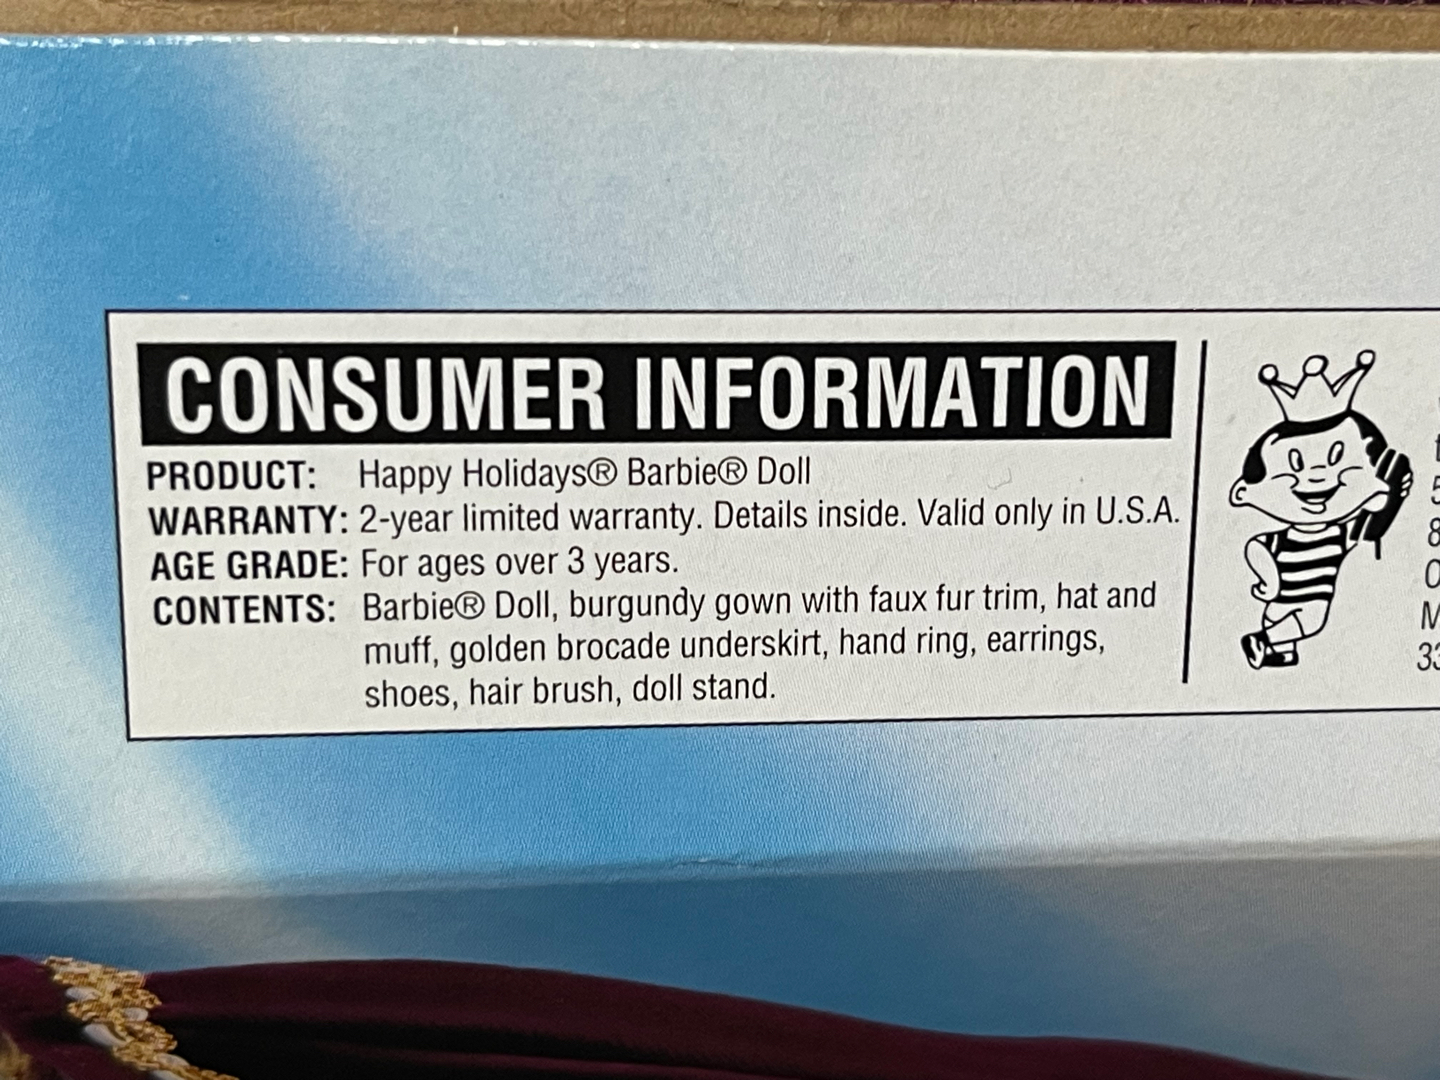 CONSUMER INFORMATION
PRODUCT: Happy Holidays® Barbie® Doll
WARRANTY: 2-year limited warranty. Details inside. Valid only in U.S.A.
AGE GRADE: For ages over 3 years.
CONTENTS: Barbie® Doll, burgundy gown with faux fur trim, hat and
muff, golden brocade underskirt, hand ring, earrings,
shoes, hair brush, doll stand.